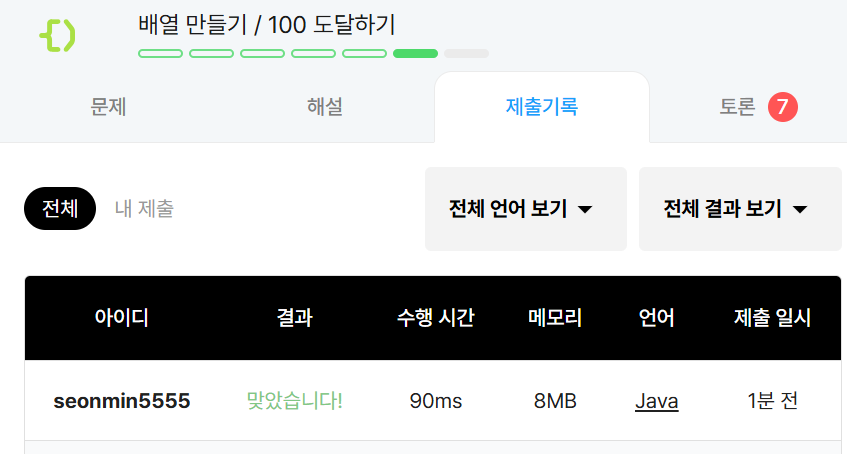 배열 만들기 / 100 도달하기
문제 해설 제출기록 토론 7
전체 내 제출 전체 언어 보기 전체 결과 보기
아이디 결과 수행 시간 메모리 언어 제출 일시
seonmin5555 맞았습니다! 90ms 8MB Java 1분 전